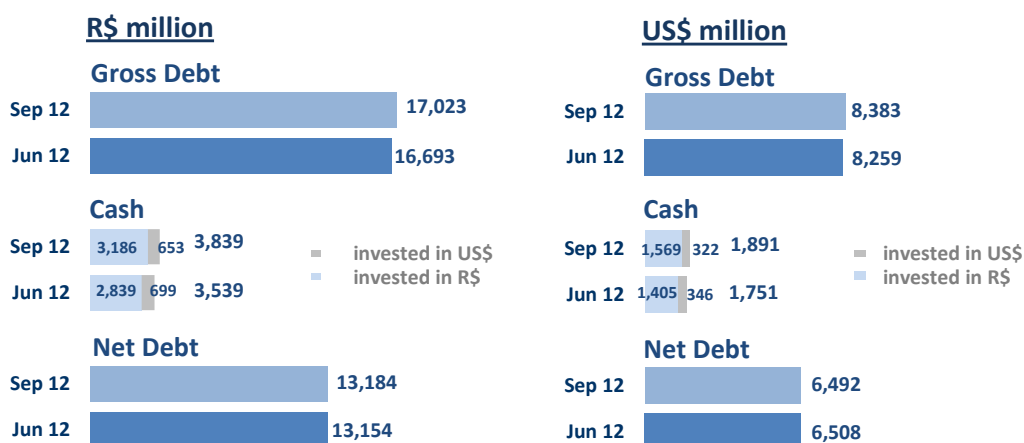 R$ million
Gross Debt
Sep 12 17,023
Jun 12 16,693
Cash
Sep 12 3,186 653 3,839
Jun 12 2,839 699 3,539
invested in US$
invested in R$
Net Debt
Sep 12 13,184
Jun 12 13,154
US$ million
Gross Debt
Sep 12 8,383
Jun 12 8,259
Cash
Sep 12 1,569 322 1,891
Jun 12 1,405 346 1,751
invested in US$
invested in R$
Net Debt
Sep 12 6,492
Jun 12 6,508